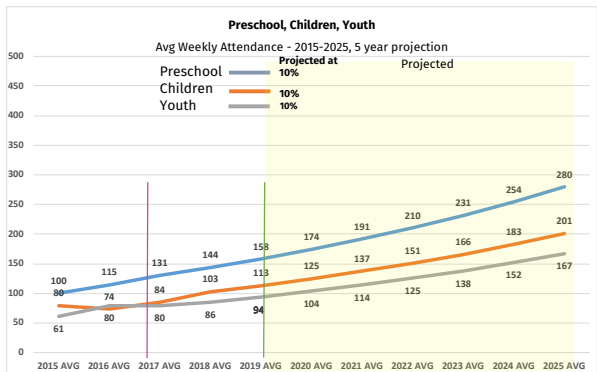 Preschool, Children, Youth
Avg Weekly Attendance - 2015-2025, 5 year projection
500
450
400
350
300
250
200
150
100
50
0
Projected at
Preschool 10%
Children 10%
Youth 10%
Projected
100 115 131 144 158 174 191 210 231 254 280
80 74 84 103 113 125 137 151 166 183 201
61 80 80 86 94 104 114 125 138 152 167
2015 AVG 2016 AVG 2017 AVG 2018 AVG 2019 AVG 2020 AVG 2021 AVG 2022 AVG 2023 AVG 2024 AVG 2025 AVG